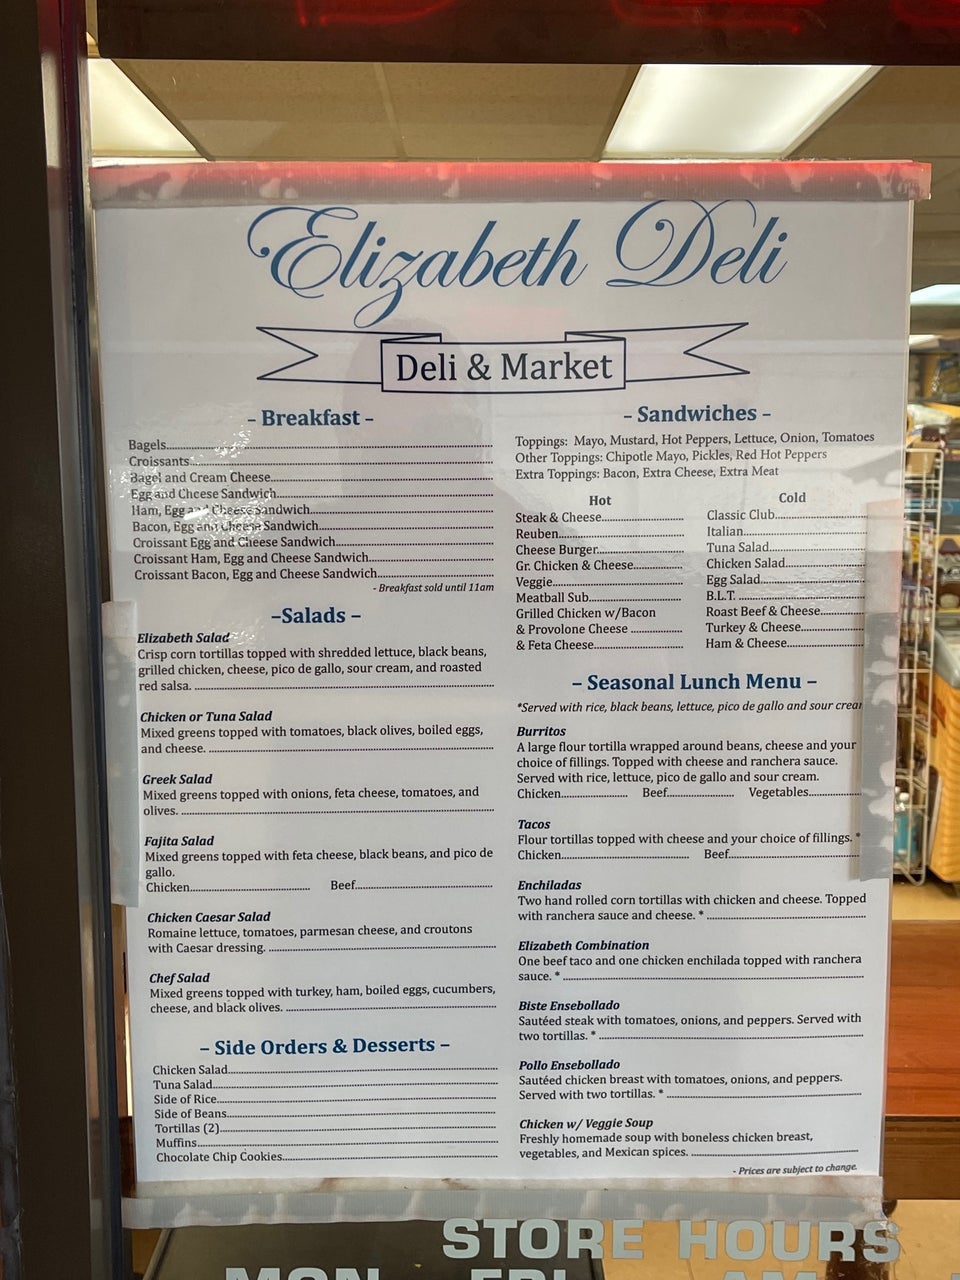 Elizabeth Deli
Deli & Market
– Breakfast –
Bagels
Croissants
Bagel and Cream Cheese
Egg and Cheese Sandwich
Ham, Egg and Cheese Sandwich
Bacon, Egg and Cheese Sandwich
Croissant Egg and Cheese Sandwich
Croissant Ham, Egg and Cheese Sandwich
Croissant Bacon, Egg and Cheese Sandwich
- Breakfast sold until 11am
–Salads –
Elizabeth Salad
Crisp corn tortillas topped with shredded lettuce, black beans,
grilled chicken, cheese, pico de gallo, sour cream, and roasted
red salsa.
Chicken or Tuna Salad
Mixed greens topped with tomatoes, black olives, boiled eggs,
and cheese.
Greek Salad
Mixed greens topped with onions, feta cheese, tomatoes, and
olives.
Fajita Salad
Mixed greens topped with feta cheese, black beans, and pico de
gallo.
Chicken Beef
Chicken Caesar Salad
Romaine lettuce, tomatoes, parmesan cheese, and croutons
with Caesar dressing.
Chef Salad
Mixed greens topped with turkey, ham, boiled eggs, cucumbers,
cheese, and black olives.
– Side Orders & Desserts –
Chicken Salad
Tuna Salad
Side of Rice
Side of Beans
Tortillas (2)
Muffins
Chocolate Chip Cookies
– Sandwiches –
Toppings: Mayo, Mustard, Hot Peppers, Lettuce, Onion, Tomatoes
Other Toppings: Chipotle Mayo, Pickles, Red Hot Peppers
Extra Toppings: Bacon, Extra Cheese, Extra Meat
Hot
Steak & Cheese
Reuben
Cheese Burger
Gr. Chicken & Cheese
Veggie
Meatball Sub
Grilled Chicken w/Bacon
& Provolone Cheese
& Feta Cheese
Cold
Classic Club
Italian
Tuna Salad
Chicken Salad
Egg Salad
B.L.T.
Roast Beef & Cheese
Turkey & Cheese
Ham & Cheese
– Seasonal Lunch Menu –
*Served with rice, black beans, lettuce, pico de gallo and sour crear
Burritos
A large flour tortilla wrapped around beans, cheese and your
choice of fillings. Topped with cheese and ranchera sauce.
Served with rice, lettuce, pico de gallo and sour cream.
Chicken Beef Vegetables
Tacos
Flour tortillas topped with cheese and your choice of fillings. *
Chicken Beef
Enchiladas
Two hand rolled corn tortillas with chicken and cheese. Topped
with ranchera sauce and cheese. *
Elizabeth Combination
One beef taco and one chicken enchilada topped with ranchera
sauce. *
Biste Ensebollado
Sautéed steak with tomatoes, onions, and peppers. Served with
two tortillas. *
Pollo Ensebollado
Sautéed chicken breast with tomatoes, onions, and peppers.
Served with two tortillas. *
Chicken w/ Veggie Soup
Freshly homemade soup with boneless chicken breast,
vegetables, and Mexican spices.
- Prices are subject to change.
STORE HOURS
MON FRI AM